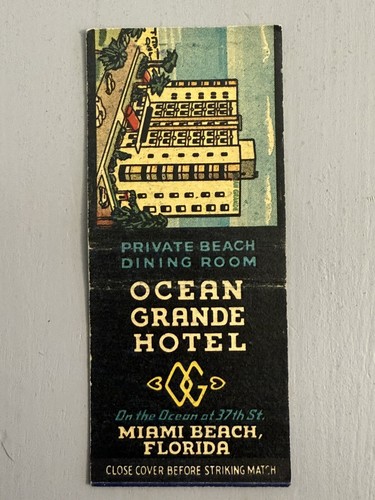 PRIVATE BEACH
DINING ROOM
OCEAN
GRANDE
HOTEL
OG
On the Ocean at 37th St.
MIAMI BEACH,
FLORIDA
CLOSE COVER BEFORE STRIKING MATCH